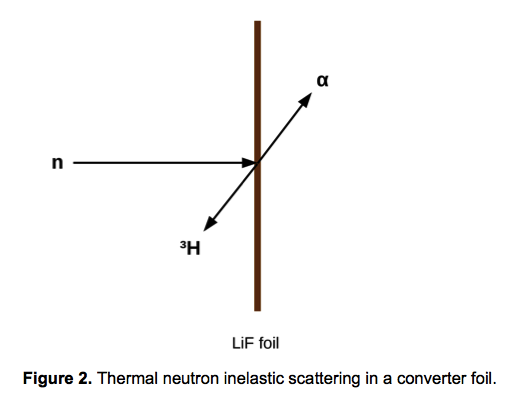 α
n
³H
LiF foil
Figure 2. Thermal neutron inelastic scattering in a converter foil.